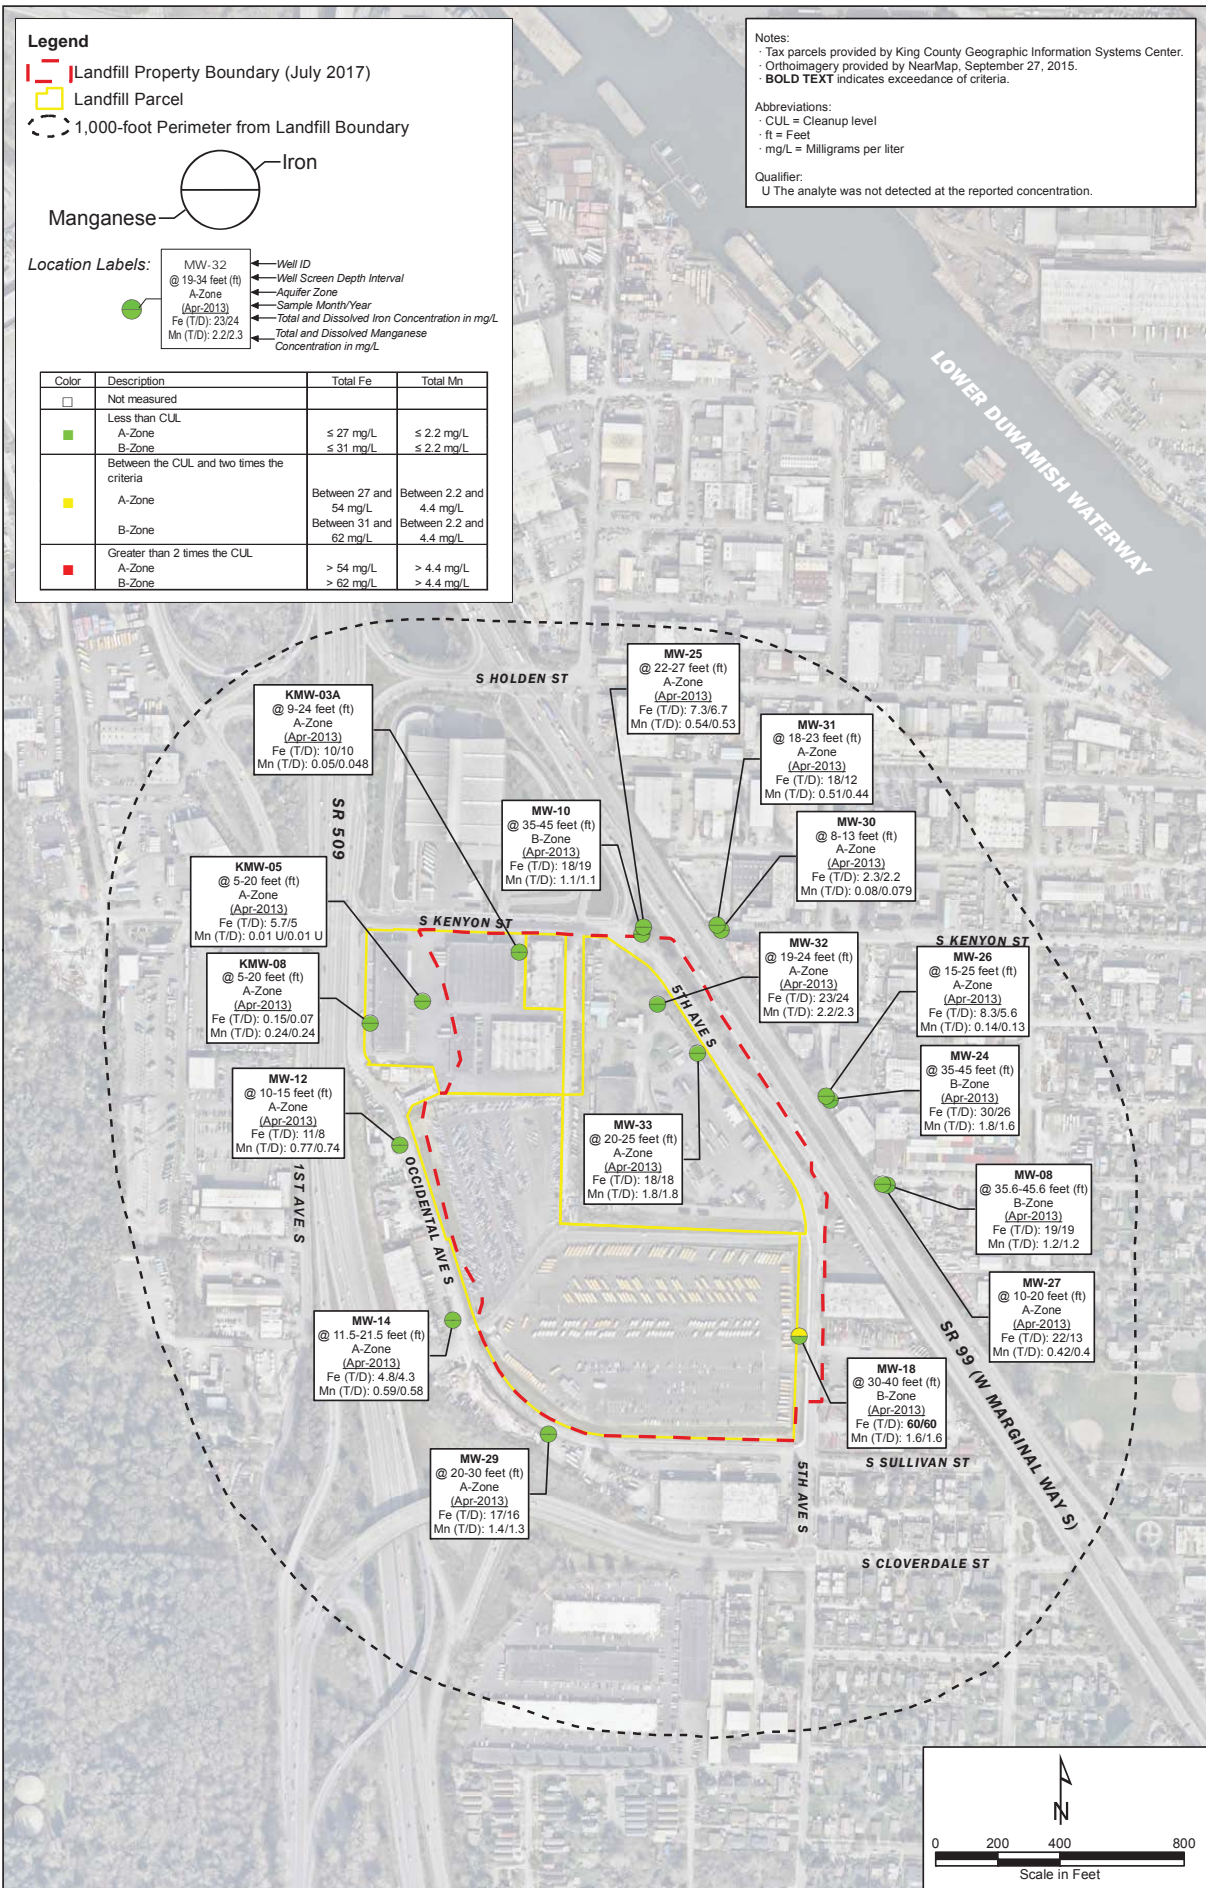 Legend
Landfill Property Boundary (July 2017)
Landfill Parcel
1,000-foot Perimeter from Landfill Boundary
Iron
Manganese
Location Labels:
MW-32
@ 19-34 feet (ft)
A-Zone
(Apr-2013)
Fe (T/D): 23/24
Mn (T/D): 2.2/2.3
Well ID
Well Screen Depth Interval
Aquifer Zone
Sample Month/Year
Total and Dissolved Iron Concentration in mg/L
Total and Dissolved Manganese
Concentration in mg/L
Color Description Total Fe Total Mn
Not measured
Less than CUL
A-Zone ≤ 27 mg/L ≤ 2.2 mg/L
B-Zone ≤ 31 mg/L ≤ 2.2 mg/L
Between the CUL and two times the
criteria
A-Zone Between 27 and Between 2.2 and
54 mg/L 4.4 mg/L
B-Zone Between 31 and Between 2.2 and
62 mg/L 4.4 mg/L
Greater than 2 times the CUL
A-Zone > 54 mg/L > 4.4 mg/L
B-Zone > 62 mg/L > 4.4 mg/L
Notes:
· Tax parcels provided by King County Geographic Information Systems Center.
· Orthoimagery provided by NearMap, September 27, 2015.
· BOLD TEXT indicates exceedance of criteria.
Abbreviations:
· CUL = Cleanup level
· ft = Feet
· mg/L = Milligrams per liter
Qualifier:
U The analyte was not detected at the reported concentration.
LOWER DUWAMISH WATERWAY
S HOLDEN ST
MW-25
@ 22-27 feet (ft)
A-Zone
(Apr-2013)
Fe (T/D): 7.3/6.7
Mn (T/D): 0.54/0.53
KMW-03A
@ 9-24 feet (ft)
A-Zone
(Apr-2013)
Fe (T/D): 10/10
Mn (T/D): 0.05/0.048
MW-31
@ 18-23 feet (ft)
A-Zone
(Apr-2013)
Fe (T/D): 18/12
Mn (T/D): 0.51/0.44
SR 509
MW-10
@ 35-45 feet (ft)
B-Zone
(Apr-2013)
Fe (T/D): 18/19
Mn (T/D): 1.1/1.1
MW-30
@ 8-13 feet (ft)
A-Zone
(Apr-2013)
Fe (T/D): 2.3/2.2
Mn (T/D): 0.08/0.079
KMW-05
@ 5-20 feet (ft)
A-Zone
(Apr-2013)
Fe (T/D): 5.7/5
Mn (T/D): 0.01 U/0.01 U
S KENYON ST
S KENYON ST
MW-32
@ 19-24 feet (ft)
A-Zone
(Apr-2013)
Fe (T/D): 23/24
Mn (T/D): 2.2/2.3
MW-26
@ 15-25 feet (ft)
A-Zone
(Apr-2013)
Fe (T/D): 8.3/5.6
Mn (T/D): 0.14/0.13
KMW-08
@ 5-20 feet (ft)
A-Zone
(Apr-2013)
Fe (T/D): 0.15/0.07
Mn (T/D): 0.24/0.24
5TH AVE S
MW-24
@ 35-45 feet (ft)
B-Zone
(Apr-2013)
Fe (T/D): 30/26
Mn (T/D): 1.8/1.6
MW-12
@ 10-15 feet (ft)
A-Zone
(Apr-2013)
Fe (T/D): 11/8
Mn (T/D): 0.77/0.74
MW-33
@ 20-25 feet (ft)
A-Zone
(Apr-2013)
Fe (T/D): 18/18
Mn (T/D): 1.8/1.8
1ST AVE S
OCCIDENTAL AVE S
MW-08
@ 35.6-45.6 feet (ft)
B-Zone
(Apr-2013)
Fe (T/D): 19/19
Mn (T/D): 1.2/1.2
MW-27
@ 10-20 feet (ft)
A-Zone
(Apr-2013)
Fe (T/D): 22/13
Mn (T/D): 0.42/0.4
MW-14
@ 11.5-21.5 feet (ft)
A-Zone
(Apr-2013)
Fe (T/D): 4.8/4.3
Mn (T/D): 0.59/0.58
SR 99 (W MARGINAL WAY S)
MW-18
@ 30-40 feet (ft)
B-Zone
(Apr-2013)
Fe (T/D): 60/60
Mn (T/D): 1.6/1.6
MW-29
@ 20-30 feet (ft)
A-Zone
(Apr-2013)
Fe (T/D): 17/16
Mn (T/D): 1.4/1.3
S SULLIVAN ST
5TH AVE S
S CLOVERDALE ST
N
0 200 400 800
Scale in Feet